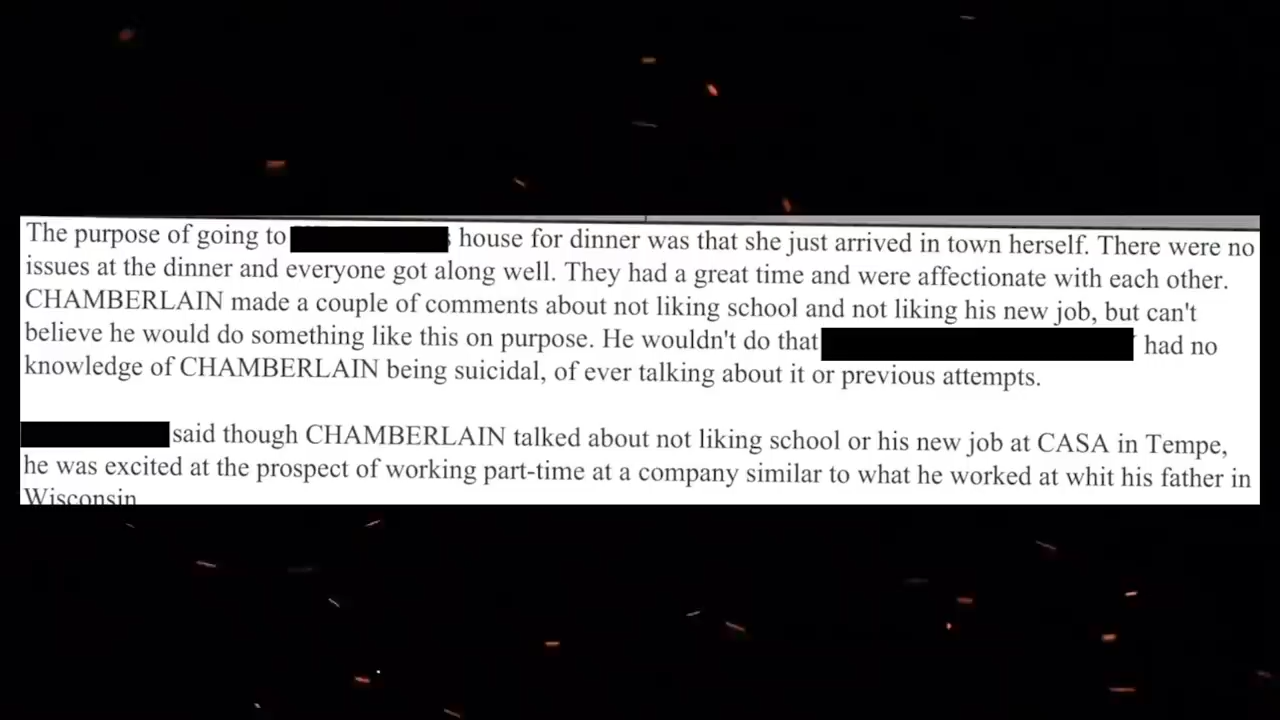 The purpose of going to house for dinner was that she just arrived in town herself. There were no
issues at the dinner and everyone got along well. They had a great time and were affectionate with each other.
CHAMBERLAIN made a couple of comments about not liking school and not liking his new job, but can't
believe he would do something like this on purpose. He wouldn't do that had no
knowledge of CHAMBERLAIN being suicidal, of ever talking about it or previous attempts.
said though CHAMBERLAIN talked about not liking school or his new job at CASA in Tempe,
he was excited at the prospect of working part-time at a company similar to what he worked at whit his father in
Wisconsin